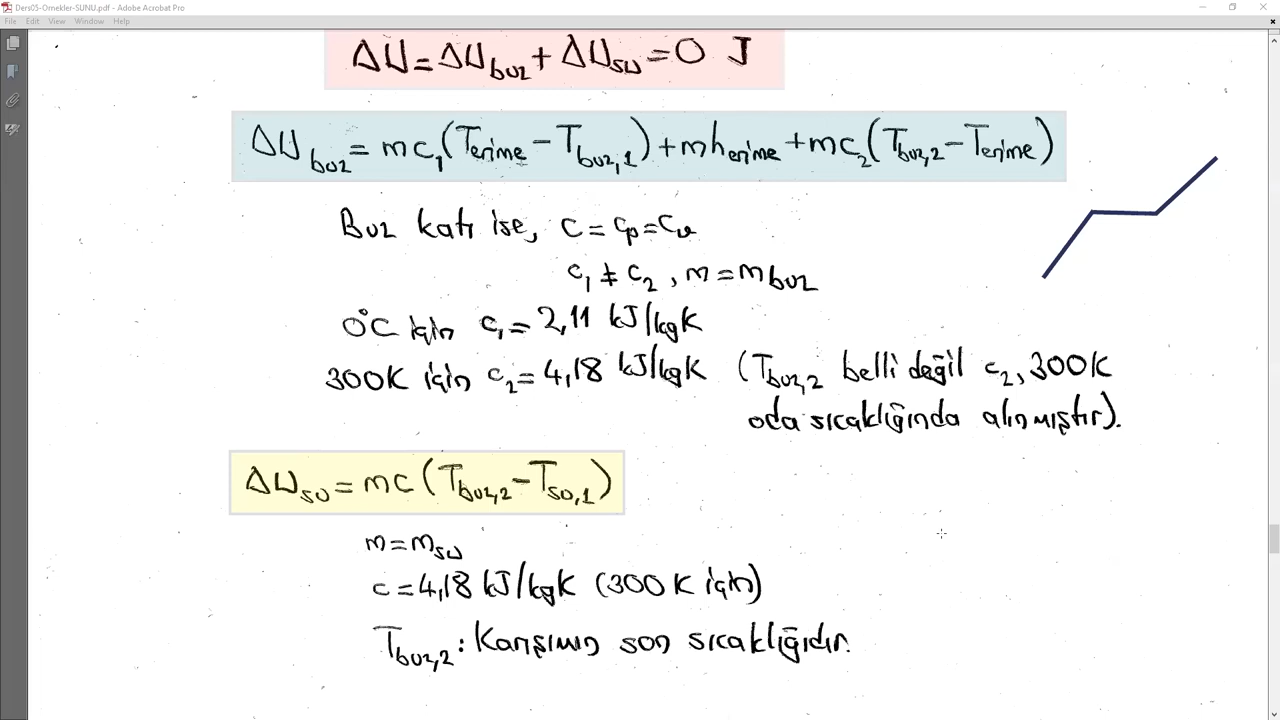 Ders05-Ornekler-SUNU.pdf - Adobe Acrobat Pro
File Edit View Window Help
ΔU=ΔU_buz+ΔU_su=0 J
ΔU_buz=mc₁(T_erime-T_buz,1)+mh_erime+mc₂(T_buz,2-T_erime)
Buz katı ise, c=c_p=c_v
c₁≠c₂, m=m_buz
0°C için c₁=2,11 kJ/kgK
300K için c₂=4,18 kJ/kgK (T_buz,2 belli değil c₂, 300K
oda sıcaklığında alınmıştır).
ΔU_su=mc(T_buz,2-T_su,1)
m=m_su
c=4,18 kJ/kgK (300K için)
T_buz,2: Karışımın son sıcaklığıdır.